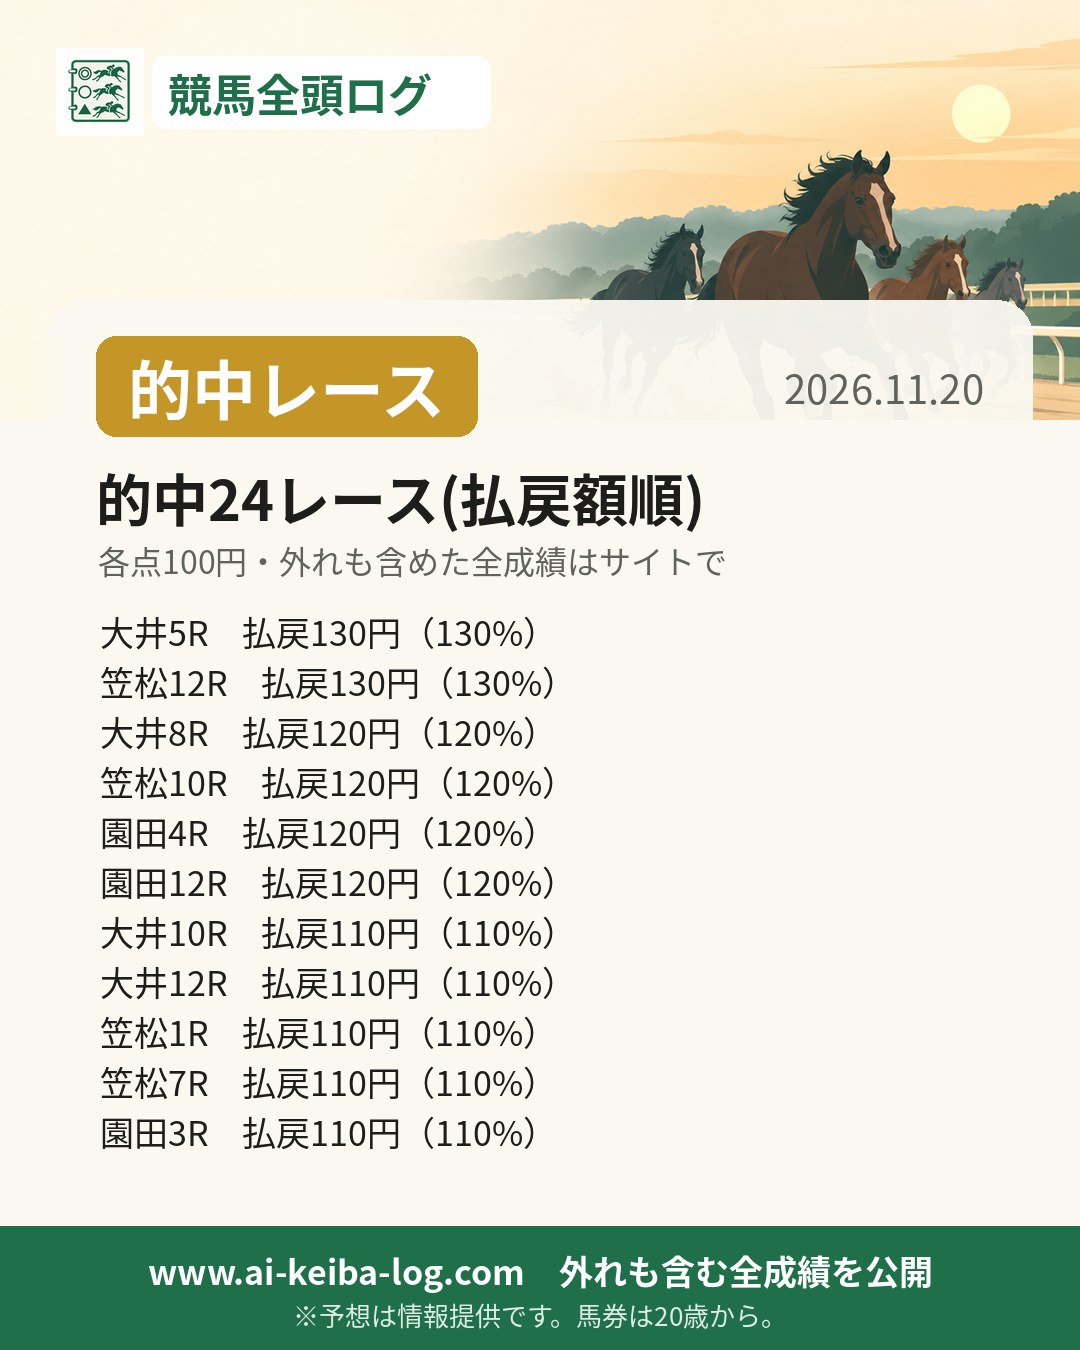 競馬全頭ログ
的中レース
2026.11.20
的中24レース(払戻額順)
各点100円・外れも含めた全成績はサイトで
大井5R　払戻130円（130%）
笠松12R　払戻130円（130%）
大井8R　払戻120円（120%）
笠松10R　払戻120円（120%）
園田4R　払戻120円（120%）
園田12R　払戻120円（120%）
大井10R　払戻110円（110%）
大井12R　払戻110円（110%）
笠松1R　払戻110円（110%）
笠松7R　払戻110円（110%）
園田3R　払戻110円（110%）
www.ai-keiba-log.com　外れも含む全成績を公開
※予想は情報提供です。馬券は20歳から。